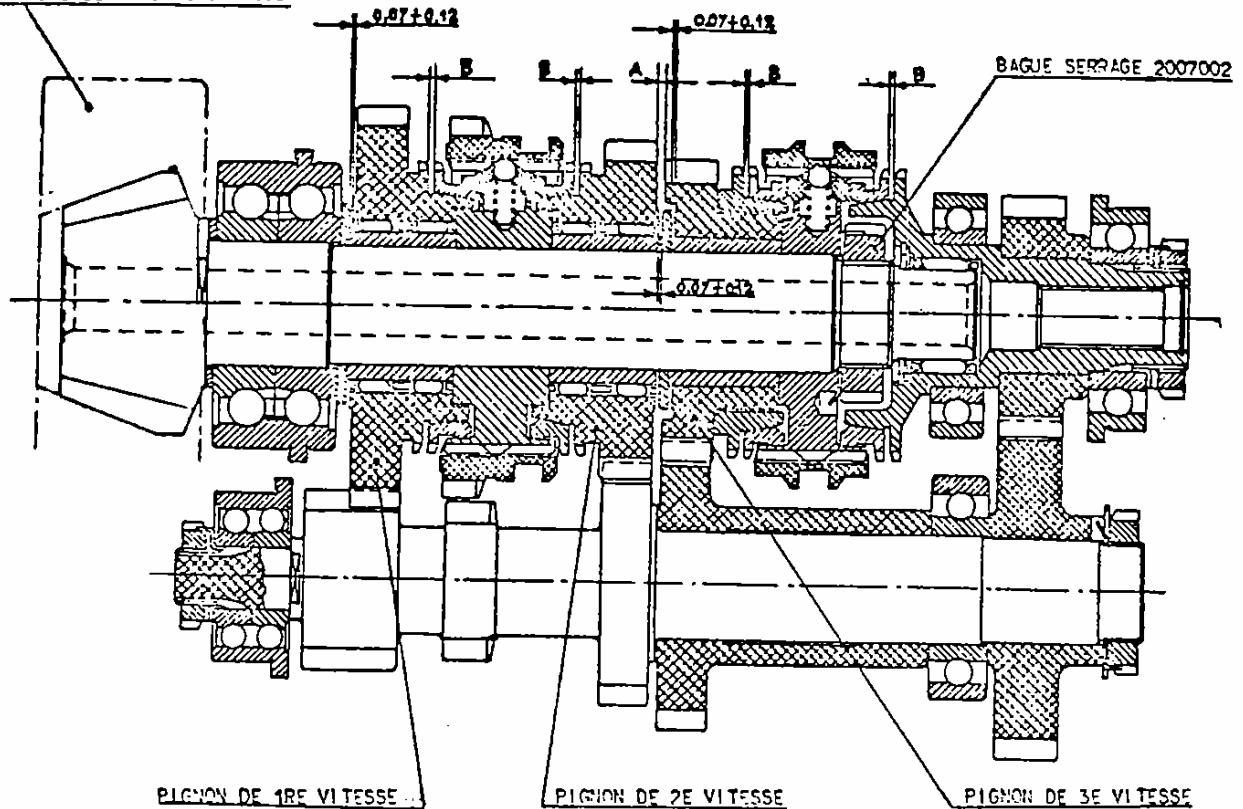 0,07+0,12
0,07+0,12
B
B
A
B
B
BAGUE SERRAGE 2007002
0,07+0,12
PIGNON DE 1RE VITESSE
PIGNON DE 2E VITESSE
PIGNON DE 3E VITESSE